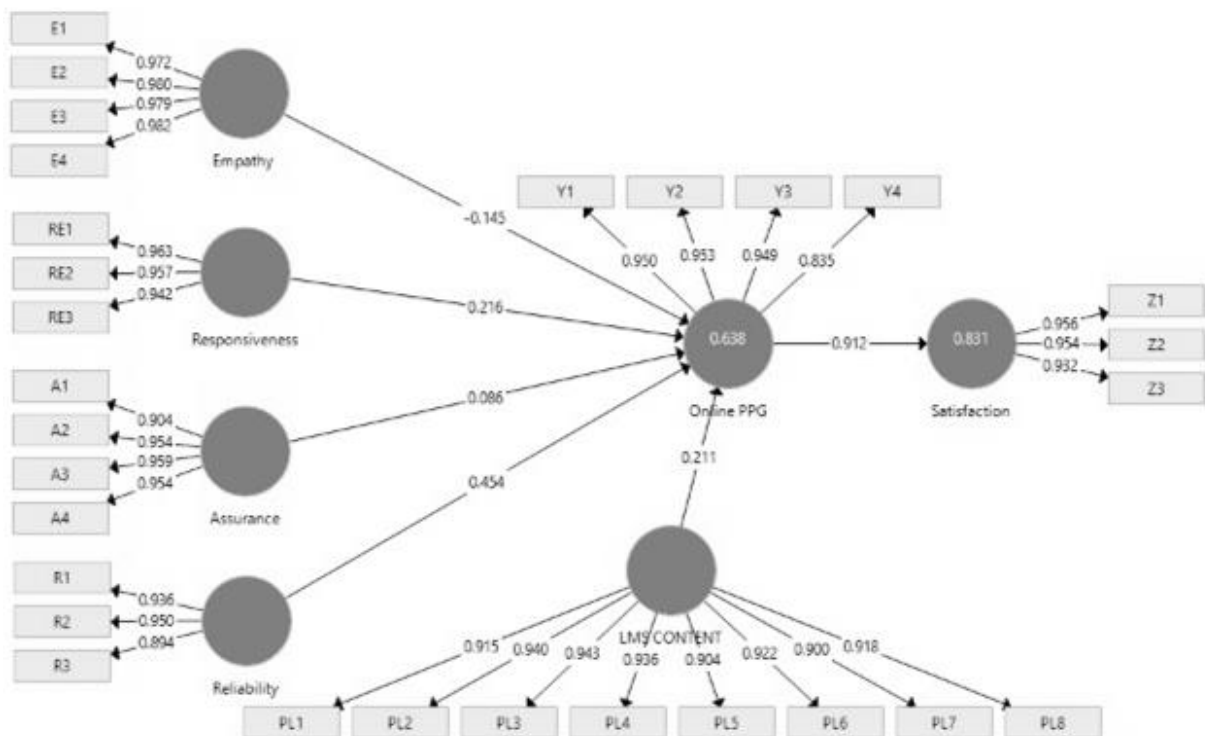 E1
0.972
E2
0.980
E3
0.979
E4
0.982
Empathy
-0.145
RE1
0.963
RE2
0.957
RE3
0.942
Responsiveness
0.216
A1
0.904
A2
0.954
A3
0.959
A4
0.954
Assurance
0.086
R1
0.936
R2
0.950
R3
0.894
Reliability
0.454
Y1 Y2 Y3 Y4
0.950 0.953 0.949 0.835
0.638
Online PPG
0.912
0.831
Satisfaction
Z1
0.956
Z2
0.954
Z3
0.932
0.211
LMS CONTENT
0.915 0.940 0.943 0.936 0.904 0.922 0.900 0.918
PL1 PL2 PL3 PL4 PL5 PL6 PL7 PL8